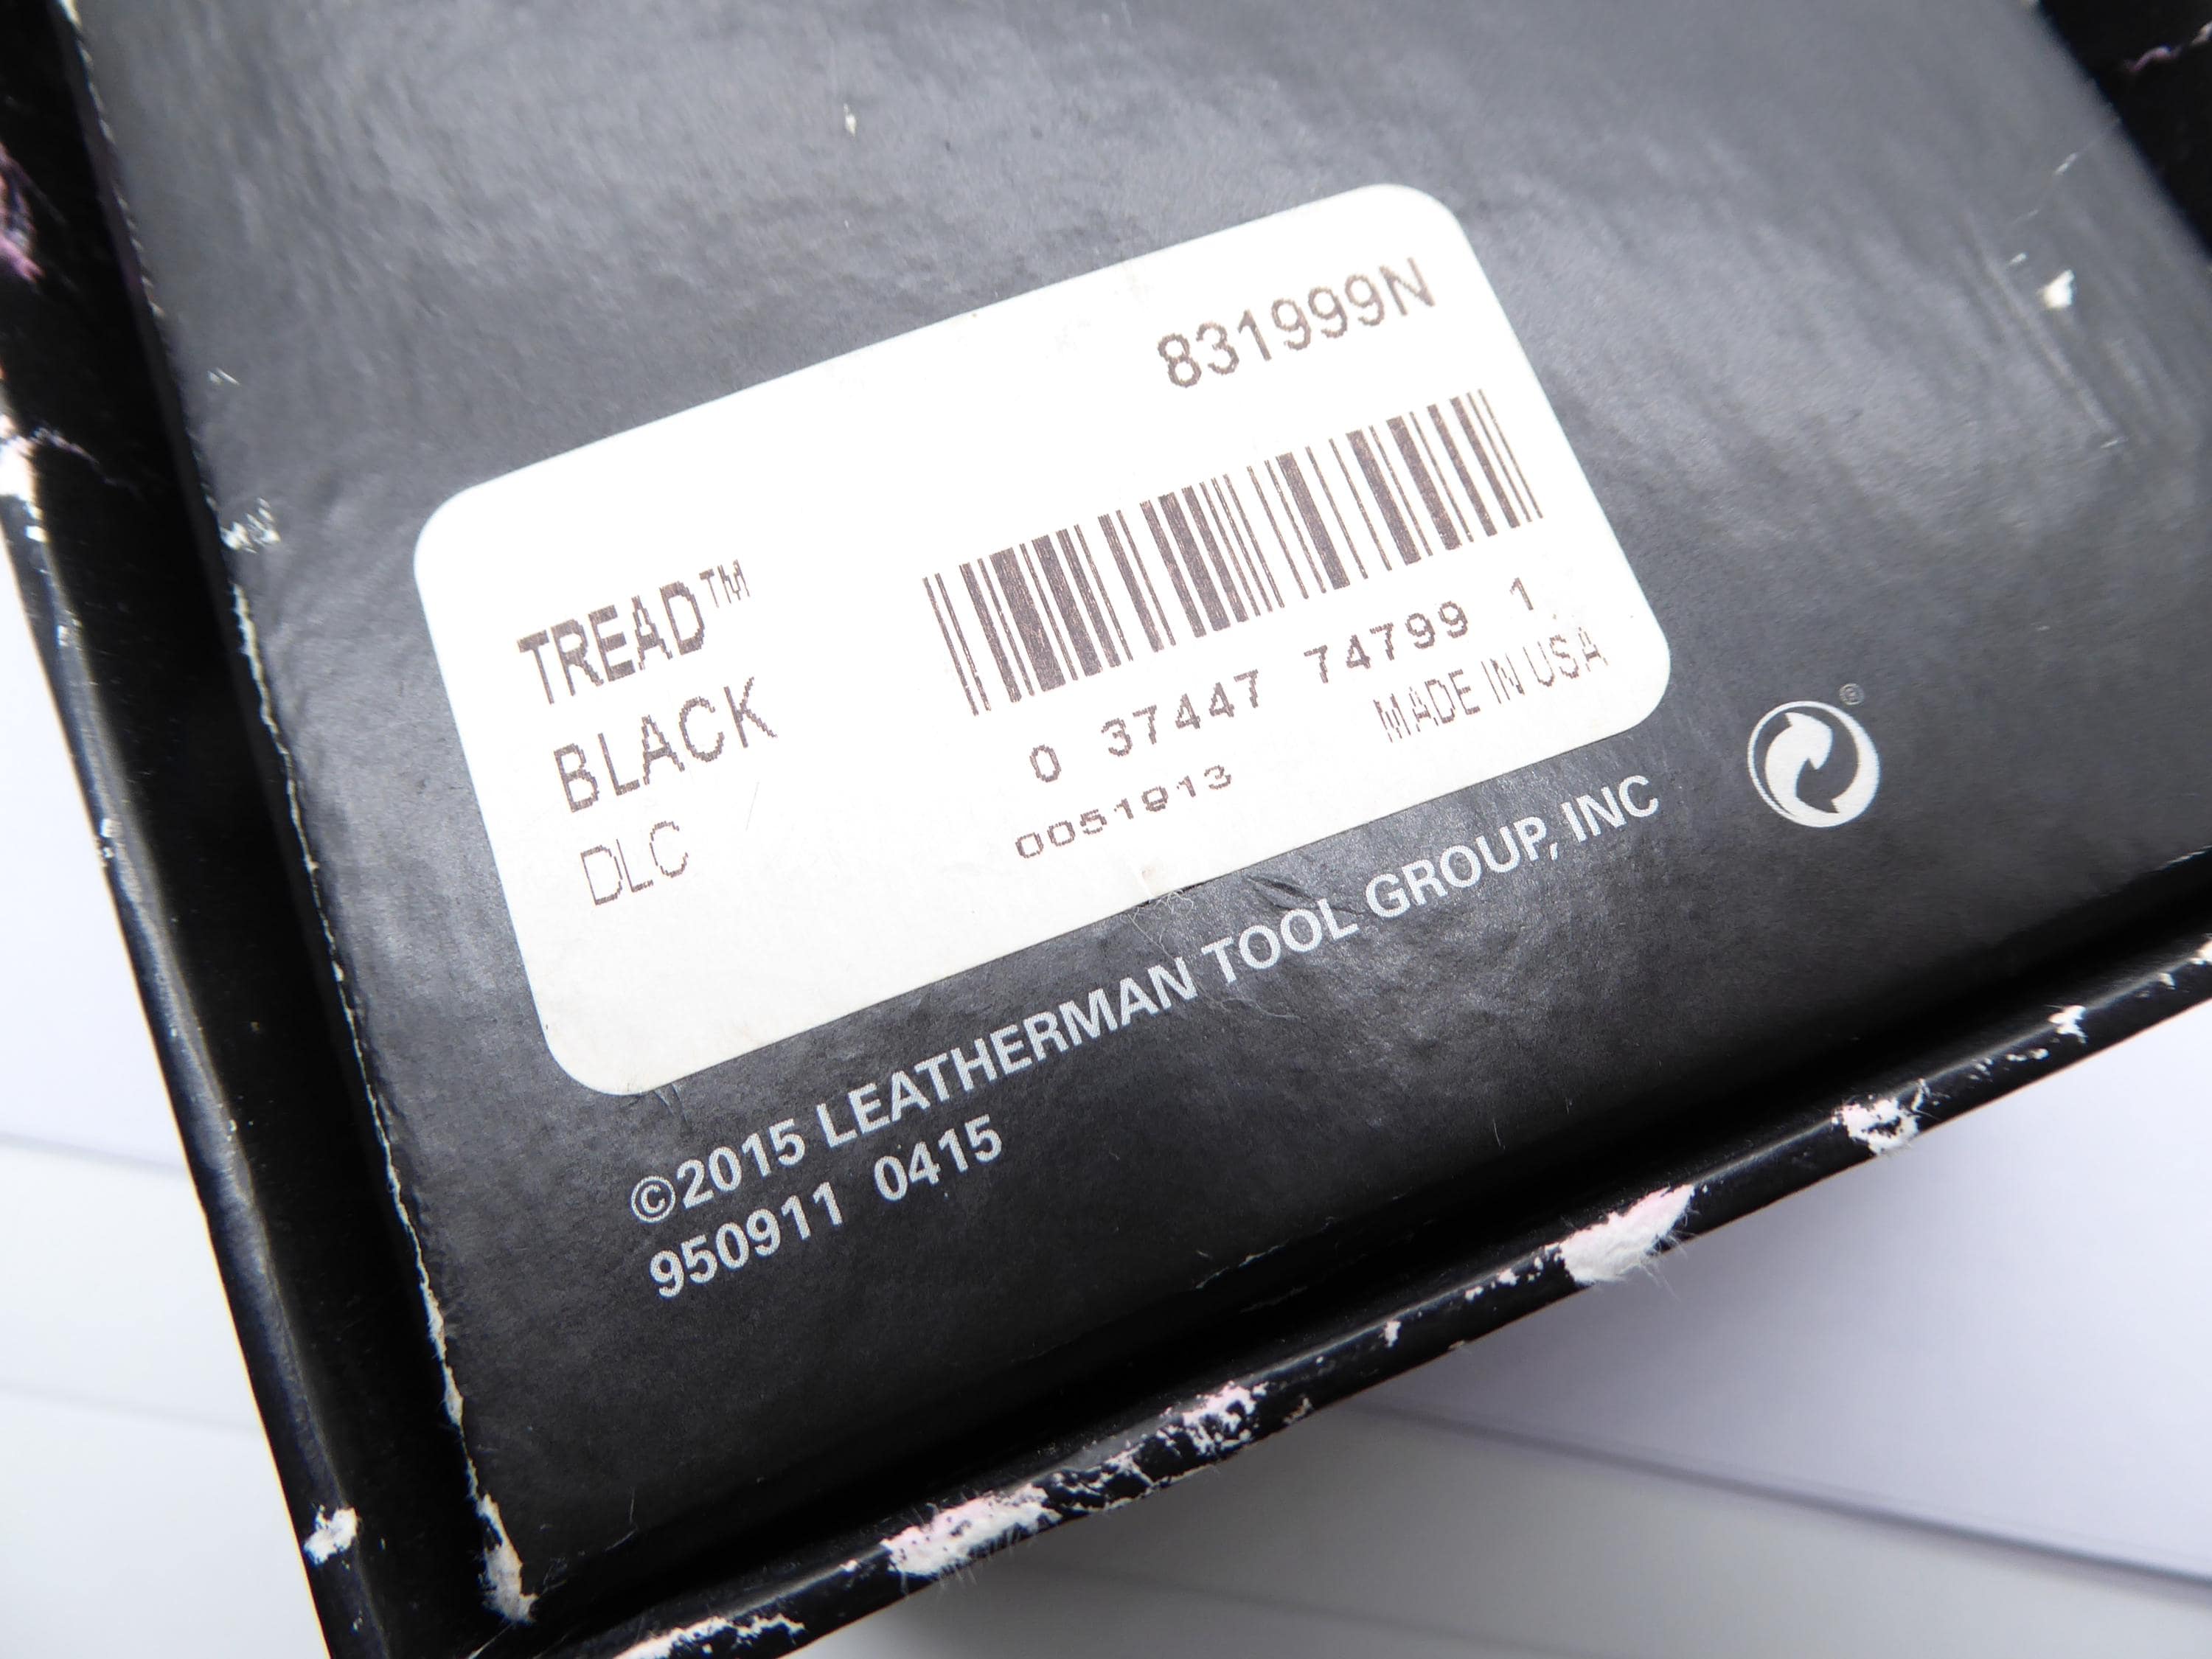 831999N
TREAD™
BLACK
DLC
0 37447 74799 1
MADE IN USA
0051913
©2015 LEATHERMAN TOOL GROUP, INC
950911 0415
®